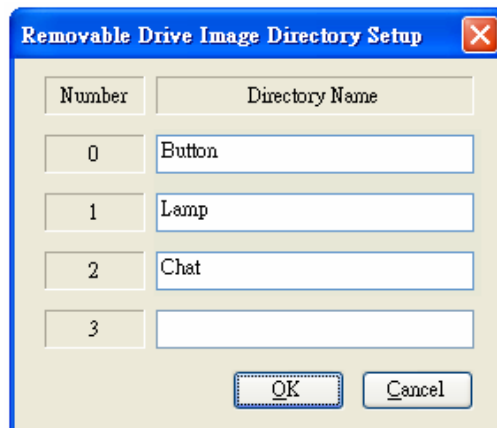 Removable Drive Image Directory Setup
Number Directory Name
0 Button
1 Lamp
2 Chat
3
OK Cancel